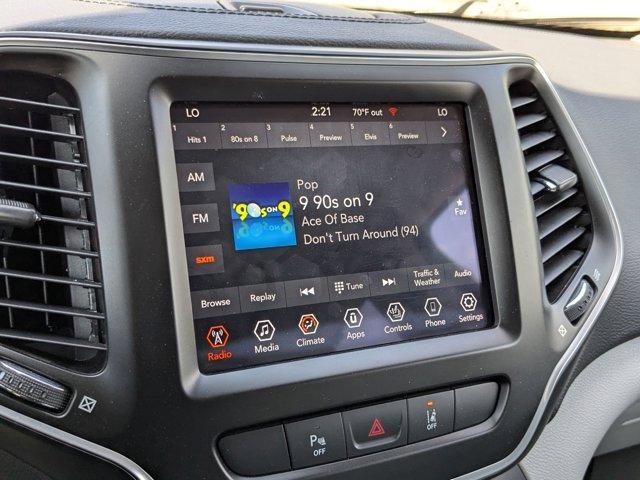 LO 2:21 70°F out LO
1 Hits 1 2 80s on 8 3 Pulse 4 Preview 5 Elvis 6 Preview
AM
FM
sxm
'90s ON 9
Pop
9 90s on 9
Ace Of Base
Don't Turn Around (94)
Fav
Browse Replay Tune Traffic & Weather Audio
Radio Media Climate Apps Controls Phone Settings
P OFF
OFF